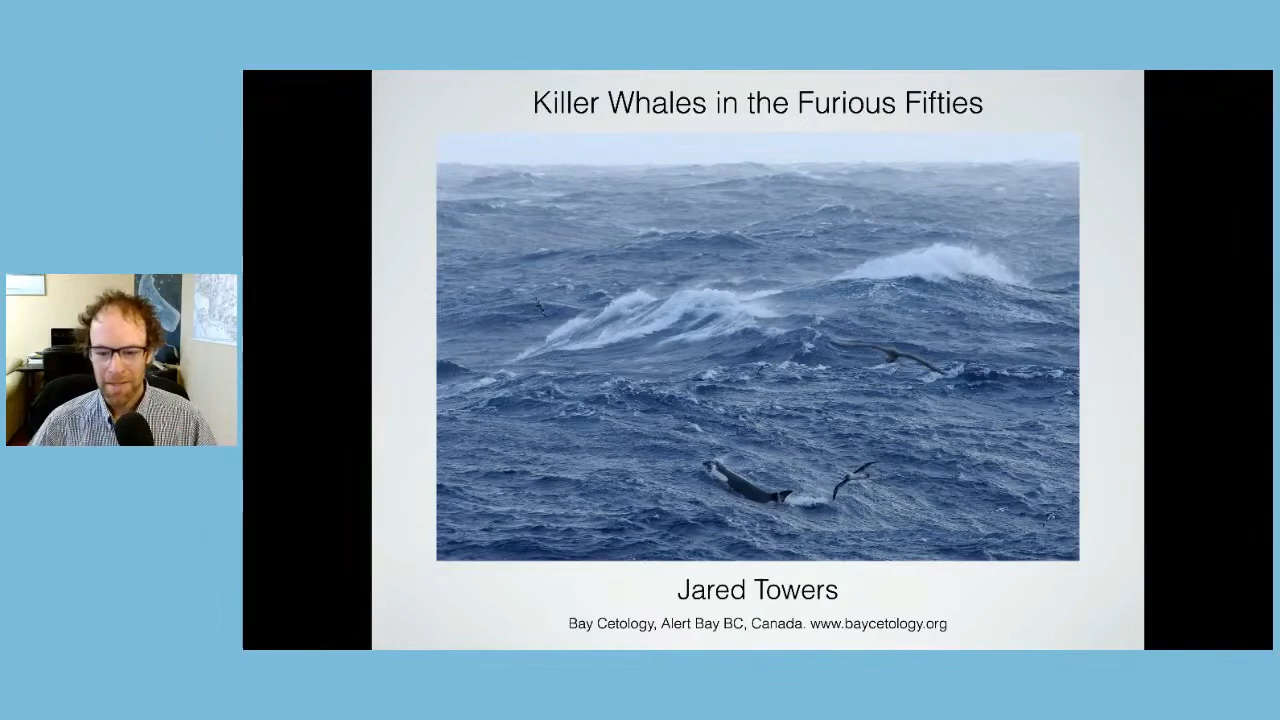 Killer Whales in the Furious Fifties
Jared Towers
Bay Cetology, Alert Bay BC, Canada. www.baycetology.org